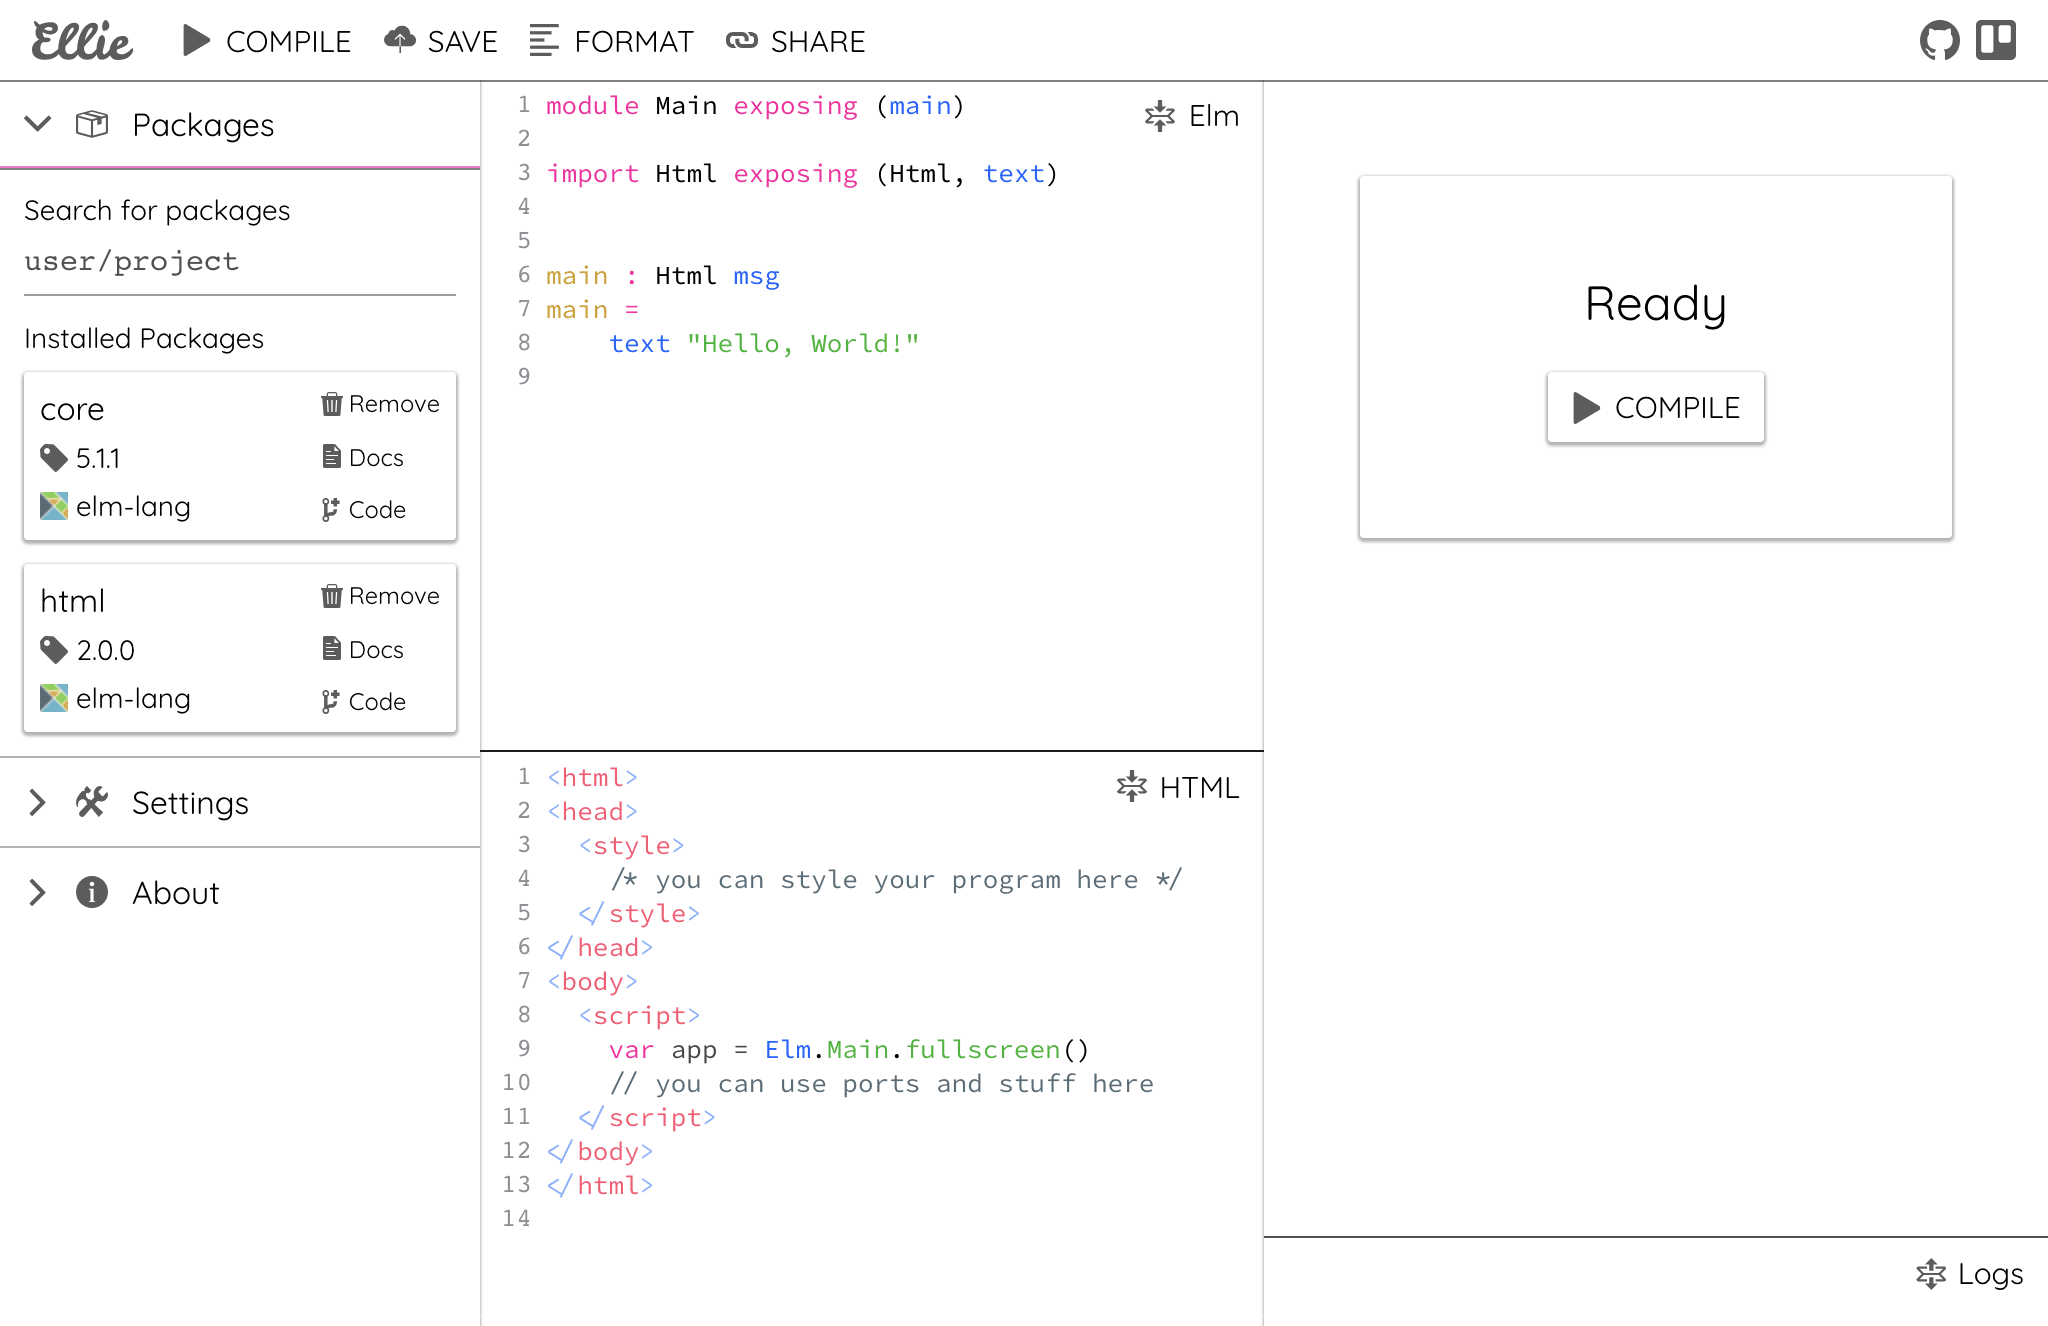 Ellie COMPILE SAVE FORMAT SHARE
Packages
Search for packages
user/project
Installed Packages
core Remove
5.1.1 Docs
elm-lang Code
html Remove
2.0.0 Docs
elm-lang Code
Settings
About
Elm
1 module Main exposing (main)
2
3 import Html exposing (Html, text)
4
5
6 main : Html msg
7 main =
8     text "Hello, World!"
9
HTML
1 <html>
2 <head>
3   <style>
4     /* you can style your program here */
5   </style>
6 </head>
7 <body>
8   <script>
9     var app = Elm.Main.fullscreen()
10     // you can use ports and stuff here
11   </script>
12 </body>
13 </html>
14
Ready
COMPILE
Logs